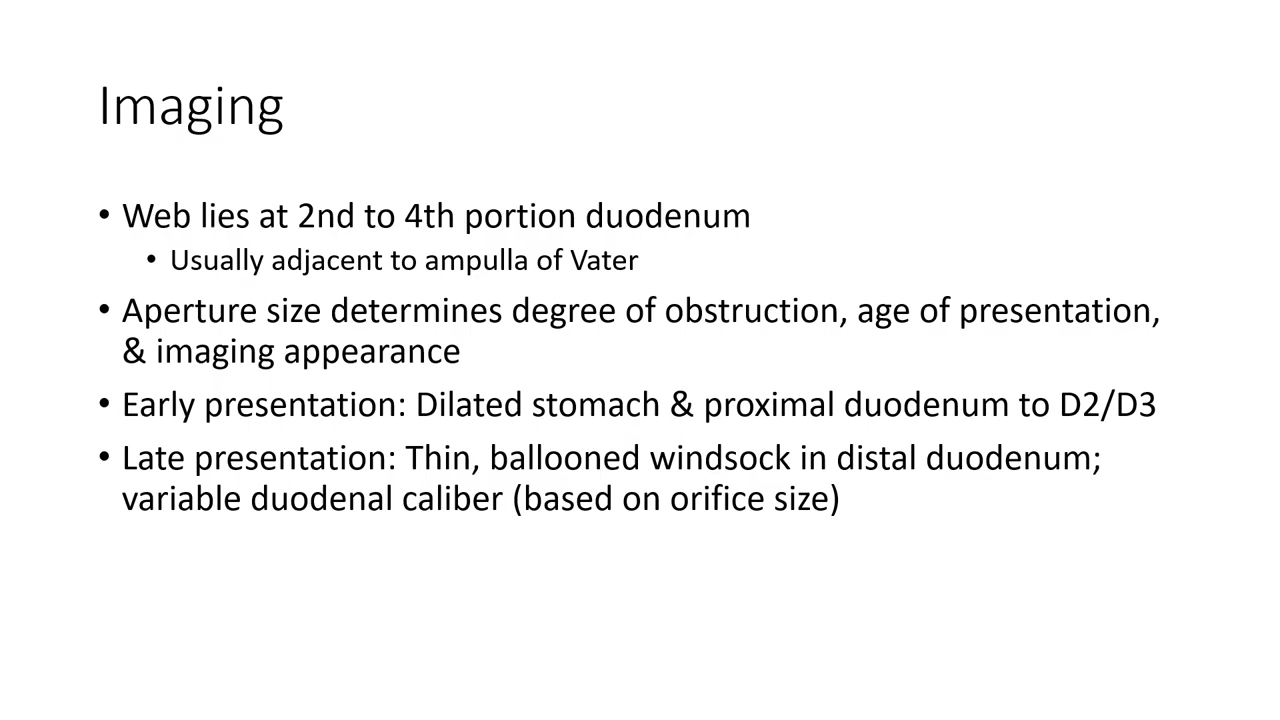 Imaging
• Web lies at 2nd to 4th portion duodenum
• Usually adjacent to ampulla of Vater
• Aperture size determines degree of obstruction, age of presentation,
& imaging appearance
• Early presentation: Dilated stomach & proximal duodenum to D2/D3
• Late presentation: Thin, ballooned windsock in distal duodenum;
variable duodenal caliber (based on orifice size)